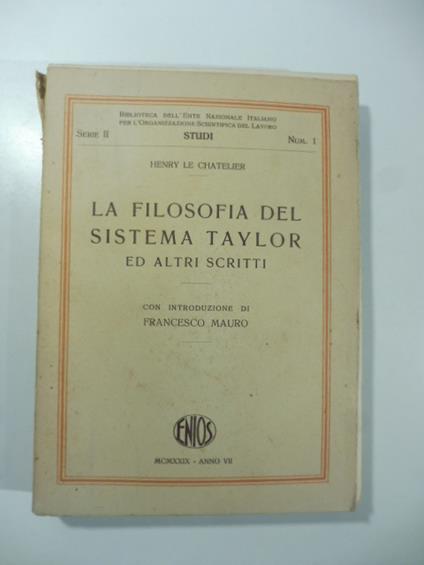 BIBLIOTECA DELL'ENTE NAZIONALE ITALIANO
PER L'ORGANIZZAZIONE SCIENTIFICA DEL LAVORO
SERIE II STUDI NUM. 1
HENRY LE CHATELIER
LA FILOSOFIA DEL
SISTEMA TAYLOR
ED ALTRI SCRITTI
CON INTRODUZIONE DI
FRANCESCO MAURO
ENIOS
MCMXXIX - ANNO VII